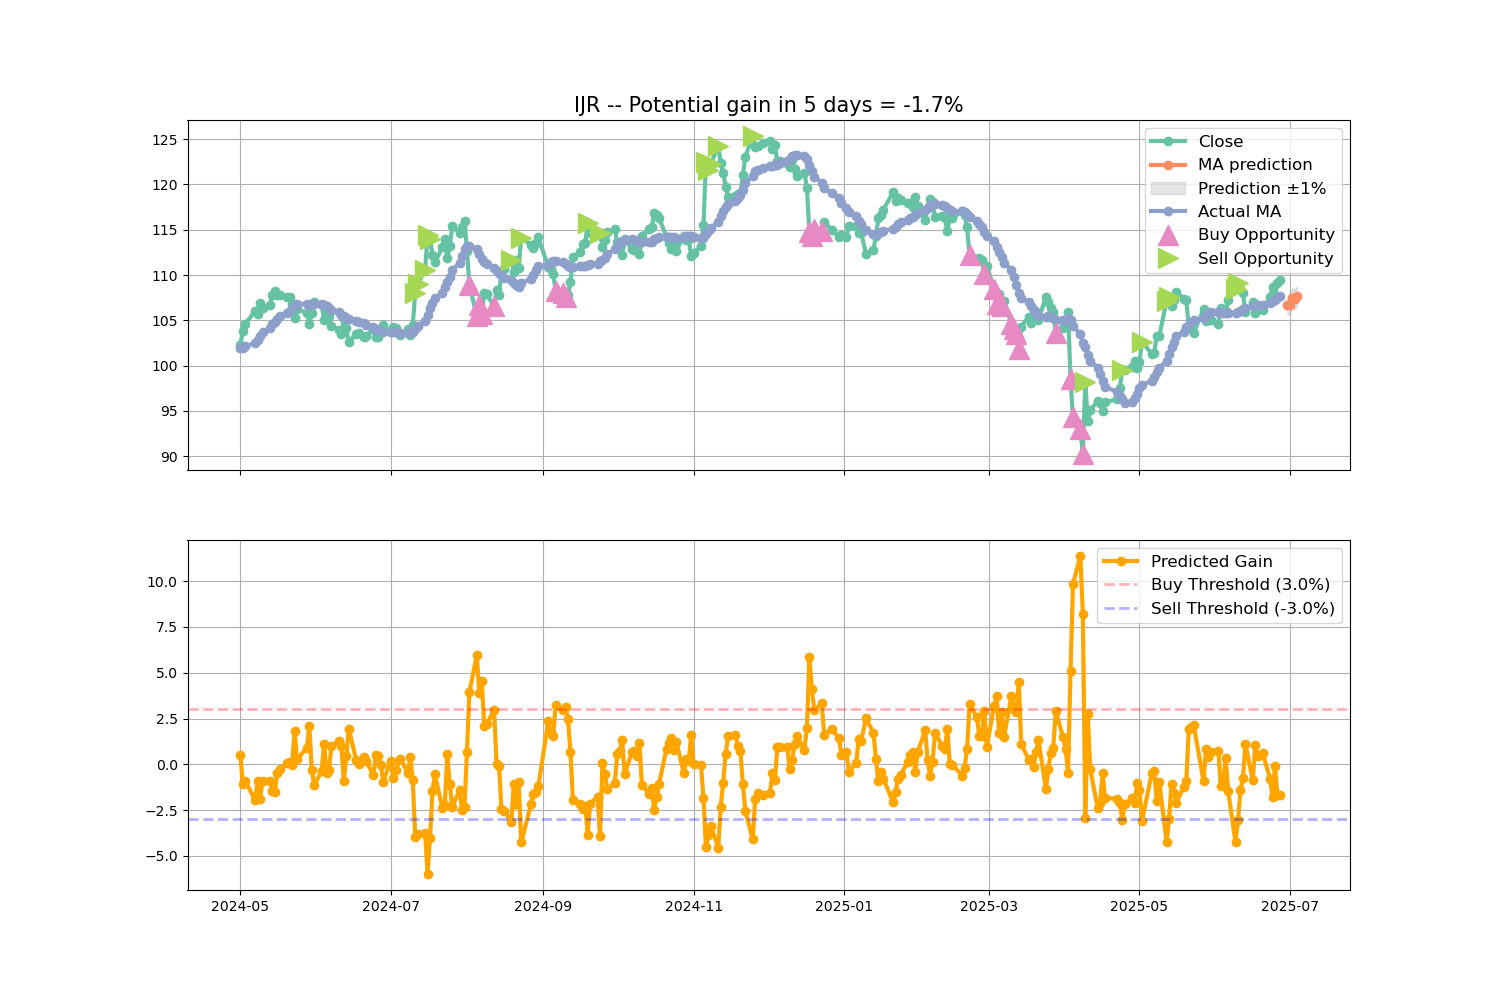 IJR -- Potential gain in 5 days = -1.7%
125
120
115
110
105
100
95
90
Close
MA prediction
Prediction ±1%
Actual MA
Buy Opportunity
Sell Opportunity
10.0
7.5
5.0
2.5
0.0
−2.5
−5.0
Predicted Gain
Buy Threshold (3.0%)
Sell Threshold (-3.0%)
2024-05
2024-07
2024-09
2024-11
2025-01
2025-03
2025-05
2025-07